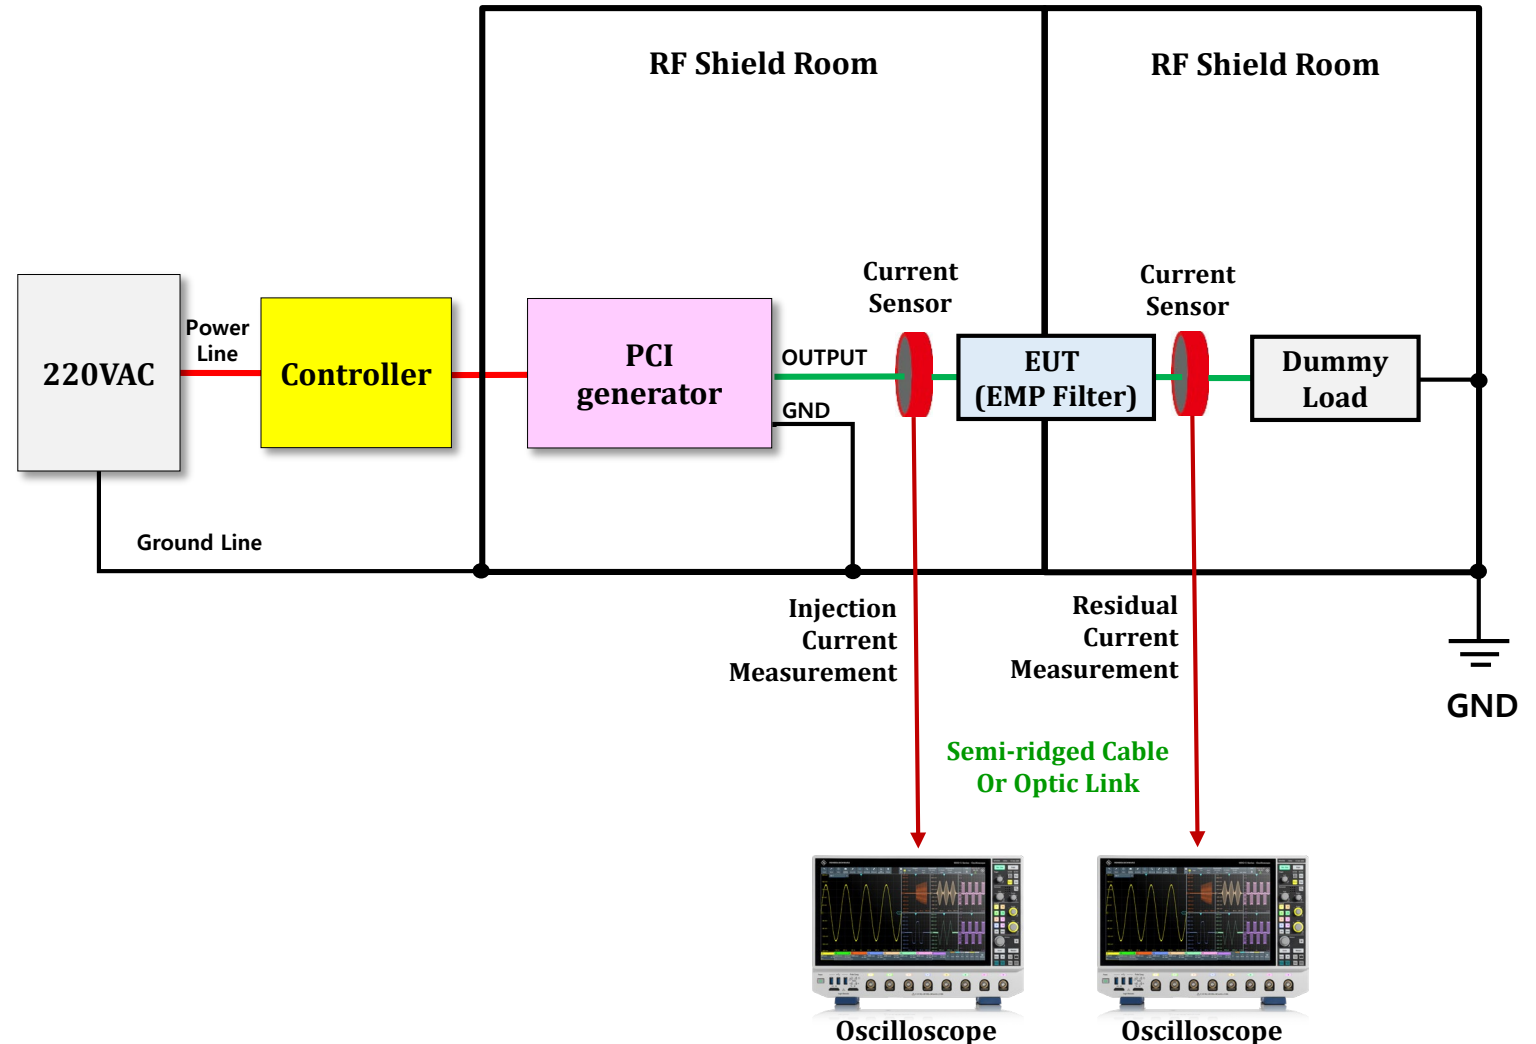 RF Shield Room
RF Shield Room
220VAC
Power
Line
Controller
PCI
generator
OUTPUT
GND
Current
Sensor
EUT
(EMP Filter)
Current
Sensor
Dummy
Load
Ground Line
Injection
Current
Measurement
Residual
Current
Measurement
GND
Semi-ridged Cable
Or Optic Link
Oscilloscope
Oscilloscope